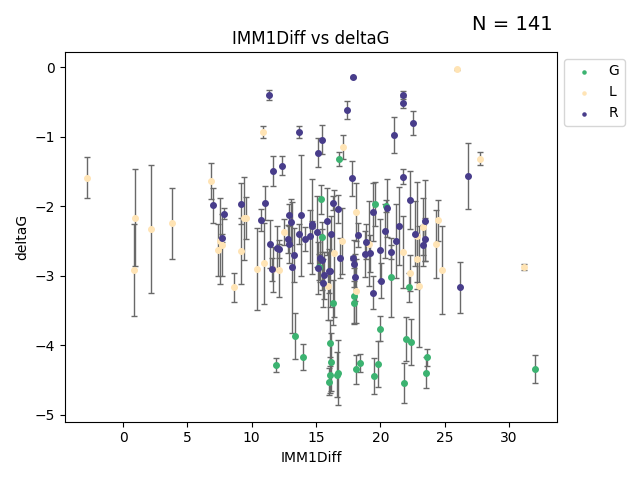 N = 141
IMM1Diff vs deltaG
G
L
R
deltaG
0
−1
−2
−3
−4
−5
0 5 10 15 20 25 30
IMM1Diff